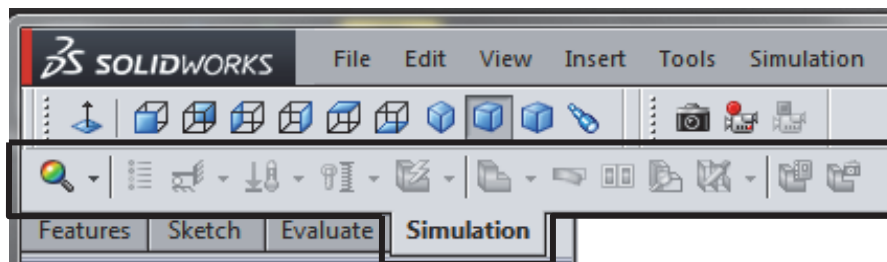 SOLIDWORKS File Edit View Insert Tools Simulation
Features Sketch Evaluate Simulation